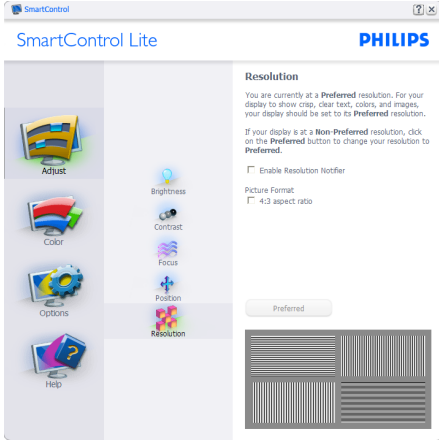 SmartControl
SmartControl Lite
PHILIPS
Adjust
Color
Options
Help
Brightness
Contrast
Focus
Position
Resolution
Resolution
You are currently at a Preferred resolution. For your
display to show crisp, clear text, colors, and images,
your display should be set to its Preferred resolution.
If your display is at a Non-Preferred resolution, click
on the Preferred button to change your resolution to
Preferred.
Enable Resolution Notifier
Picture Format
4:3 aspect ratio
Preferred